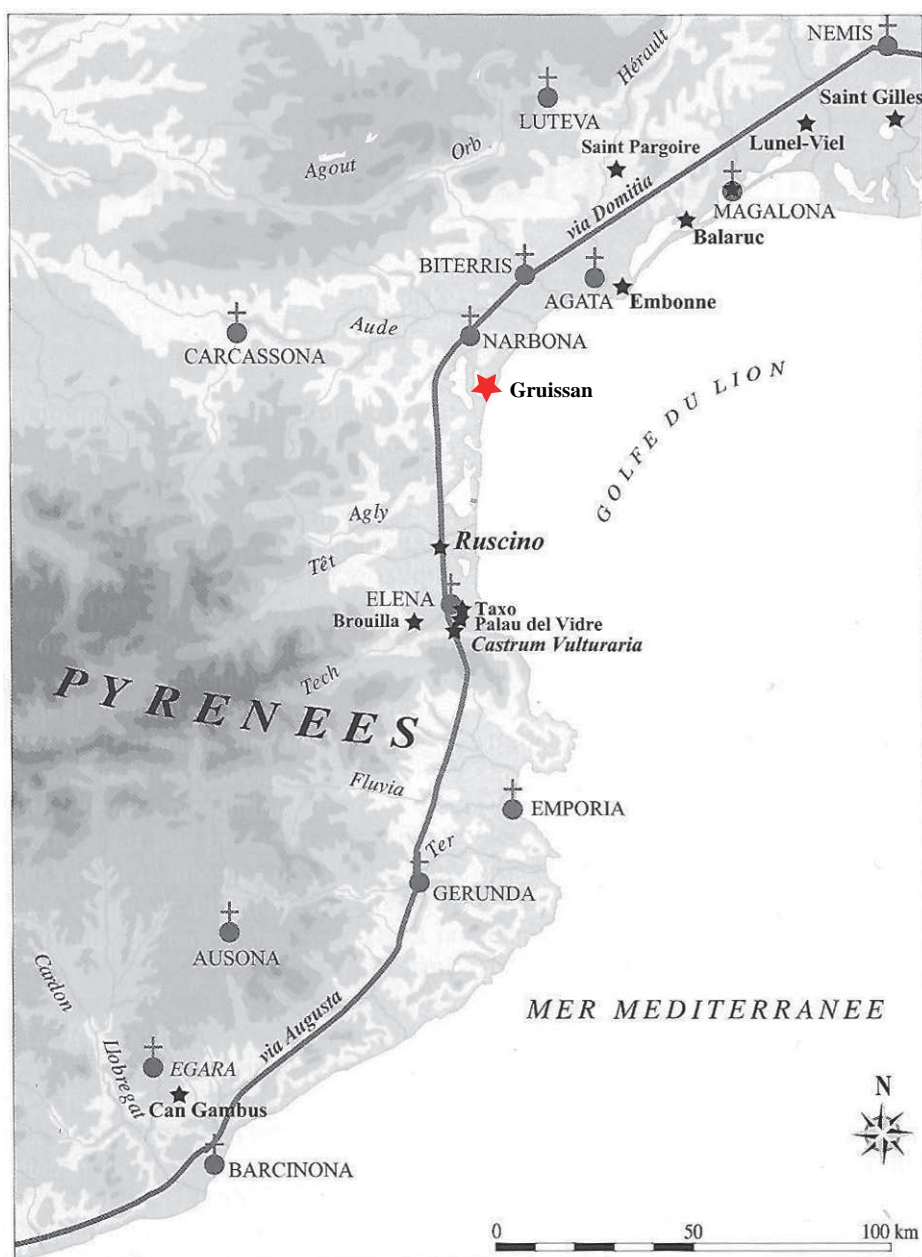 NEMIS
Hérault
Saint Gilles
LUTEVA
Lunel-Viel
Orb
Saint Pargoire
Agout
via Domitia
MAGALONA
Balaruc
BITERRIS
AGATA
Embonne
Aude
NARBONA
CARCASSONA
Gruissan
GOLFE DU LION
Agly
Ruscino
Têt
ELENA
Taxo
Brouilla
Palau del Vidre
Castrum Vulturaria
Tech
PYRENEES
Fluvia
EMPORIA
Ter
GERUNDA
AUSONA
Cardon
via Augusta
MER MEDITERRANEE
Llobregat
EGARA
Can Gambus
N
BARCINONA
0 50 100 km